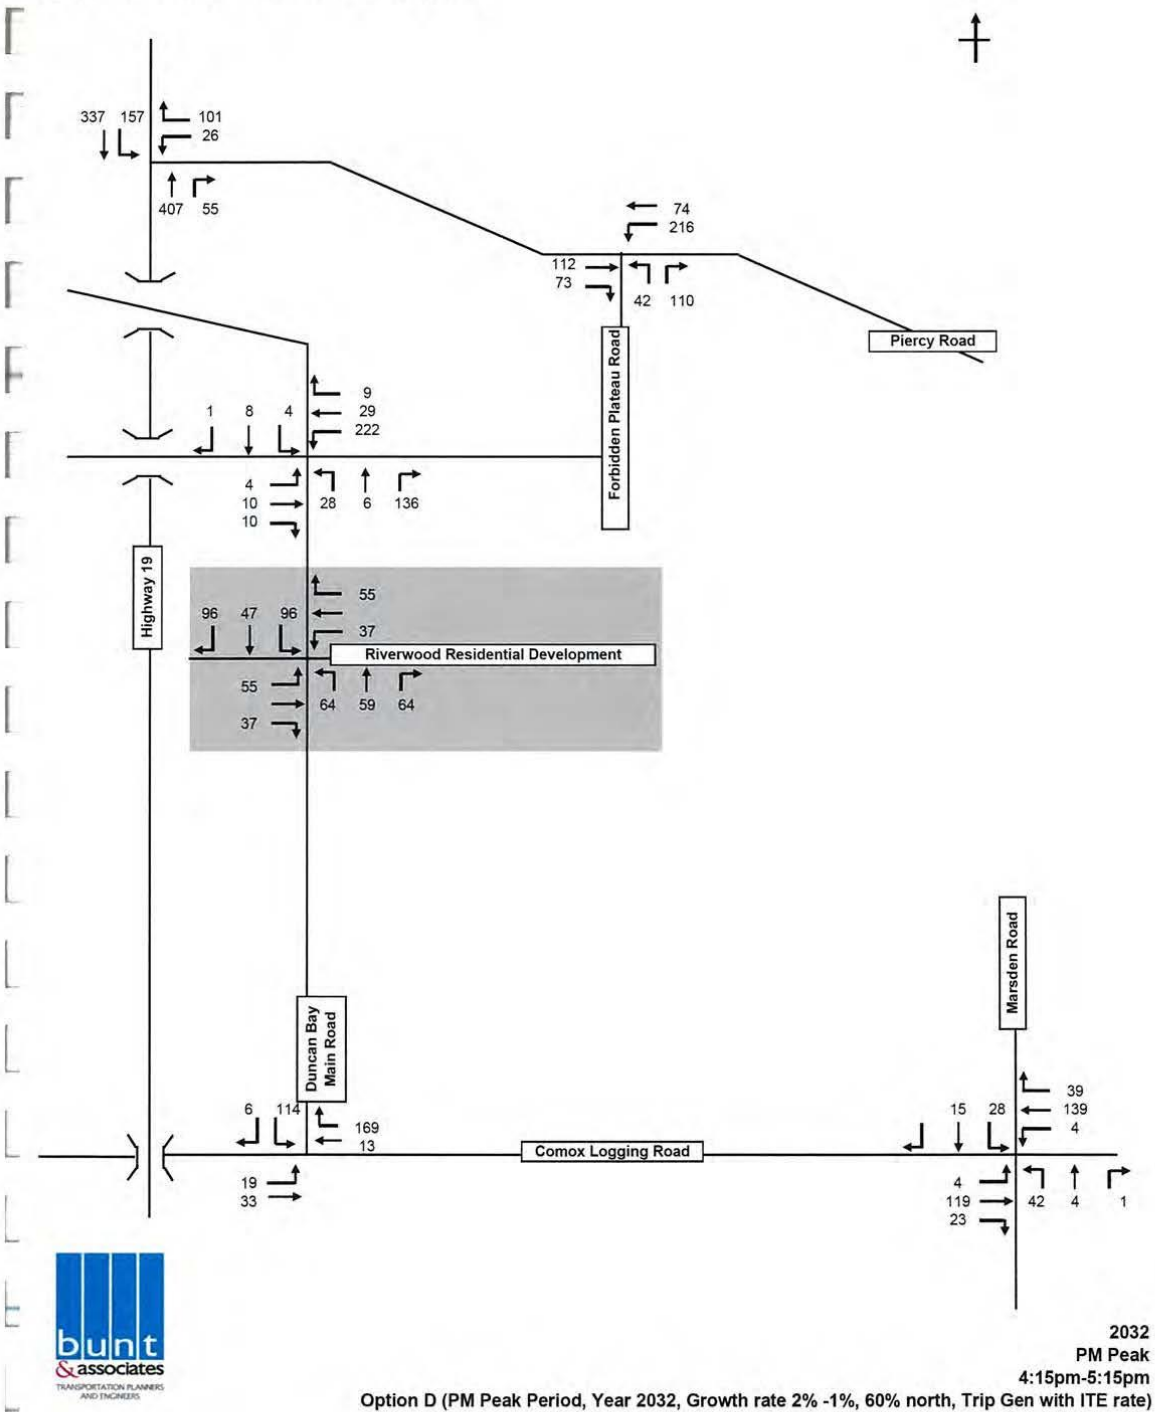 337 157 101
26
407 55
74
216
112
73
42 110
Piercy Road
Forbidden Plateau Road
9
1 8 4 29
222
4
10 28 6 136
10
Highway 19
55
96 47 96
37
Riverwood Residential Development
55
64 59 64
37
Duncan Bay
Main Road
Marsden Road
6 114
169
13
Comox Logging Road
19
33
39
15 28 139
4
4
119 42 4 1
23
bunt
& associates
TRANSPORTATION PLANNERS
AND ENGINEERS
2032
PM Peak
4:15pm-5:15pm
Option D (PM Peak Period, Year 2032, Growth rate 2% -1%, 60% north, Trip Gen with ITE rate)